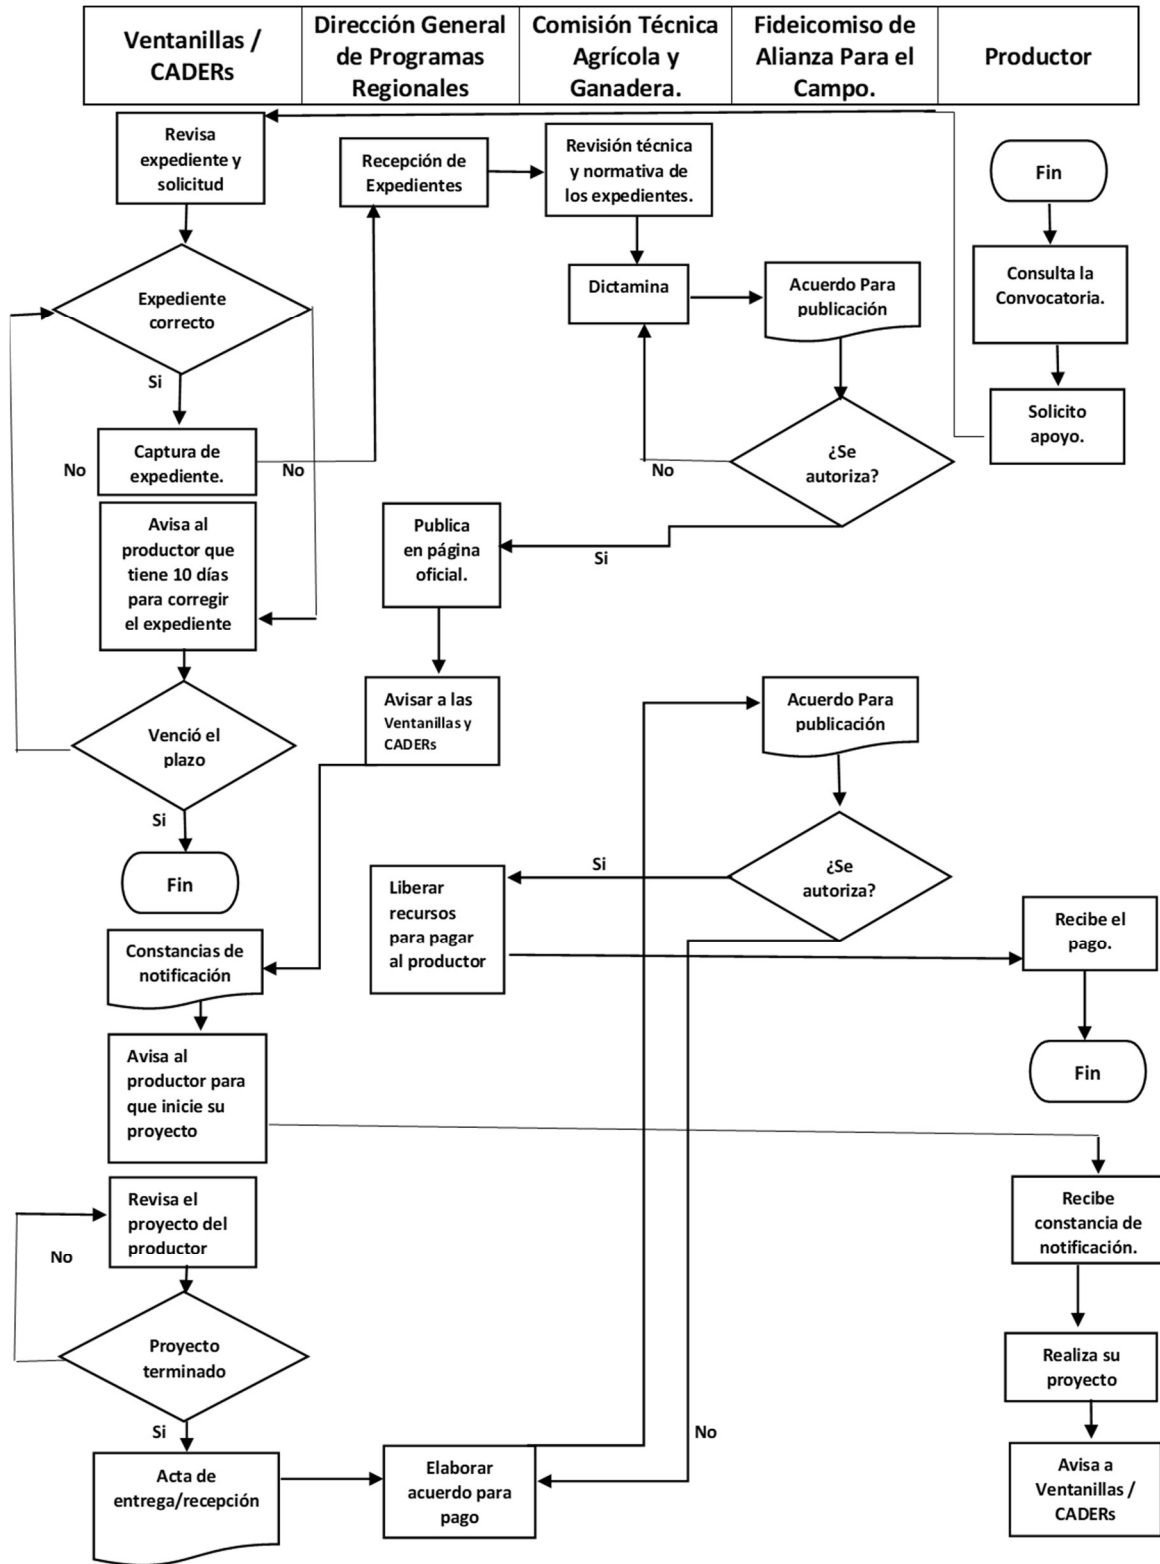 Ventanillas /
CADERs
Dirección General
de Programas
Regionales
Comisión Técnica
Agrícola y
Ganadera.
Fideicomiso de
Alianza Para el
Campo.
Productor
Revisa
expediente y
solicitud
Recepción de
Expedientes
Revisión técnica
y normativa de
los expedientes.
Fin
Expediente
correcto
Dictamina
Acuerdo Para
publicación
Consulta la
Convocatoria.
Si
Captura de
expediente.
No
No
No
¿Se
autoriza?
Solicito
apoyo.
Avisa al
productor que
tiene 10 días
para corregir
el expediente
Publica
en página
oficial.
Si
Venció el
plazo
Avisar a las
Ventanillas y
CADERs
Acuerdo Para
publicación
Si
Fin
Liberar
recursos
para pagar
al productor
Si
¿Se
autoriza?
Recibe el
pago.
Constancias de
notificación
Fin
Avisa al
productor para
que inicie su
proyecto
Revisa el
proyecto del
productor
No
Recibe
constancia de
notificación.
Proyecto
terminado
Realiza su
proyecto
Si
No
Acta de
entrega/recepción
Elaborar
acuerdo para
pago
Avisa a
Ventanillas /
CADERs